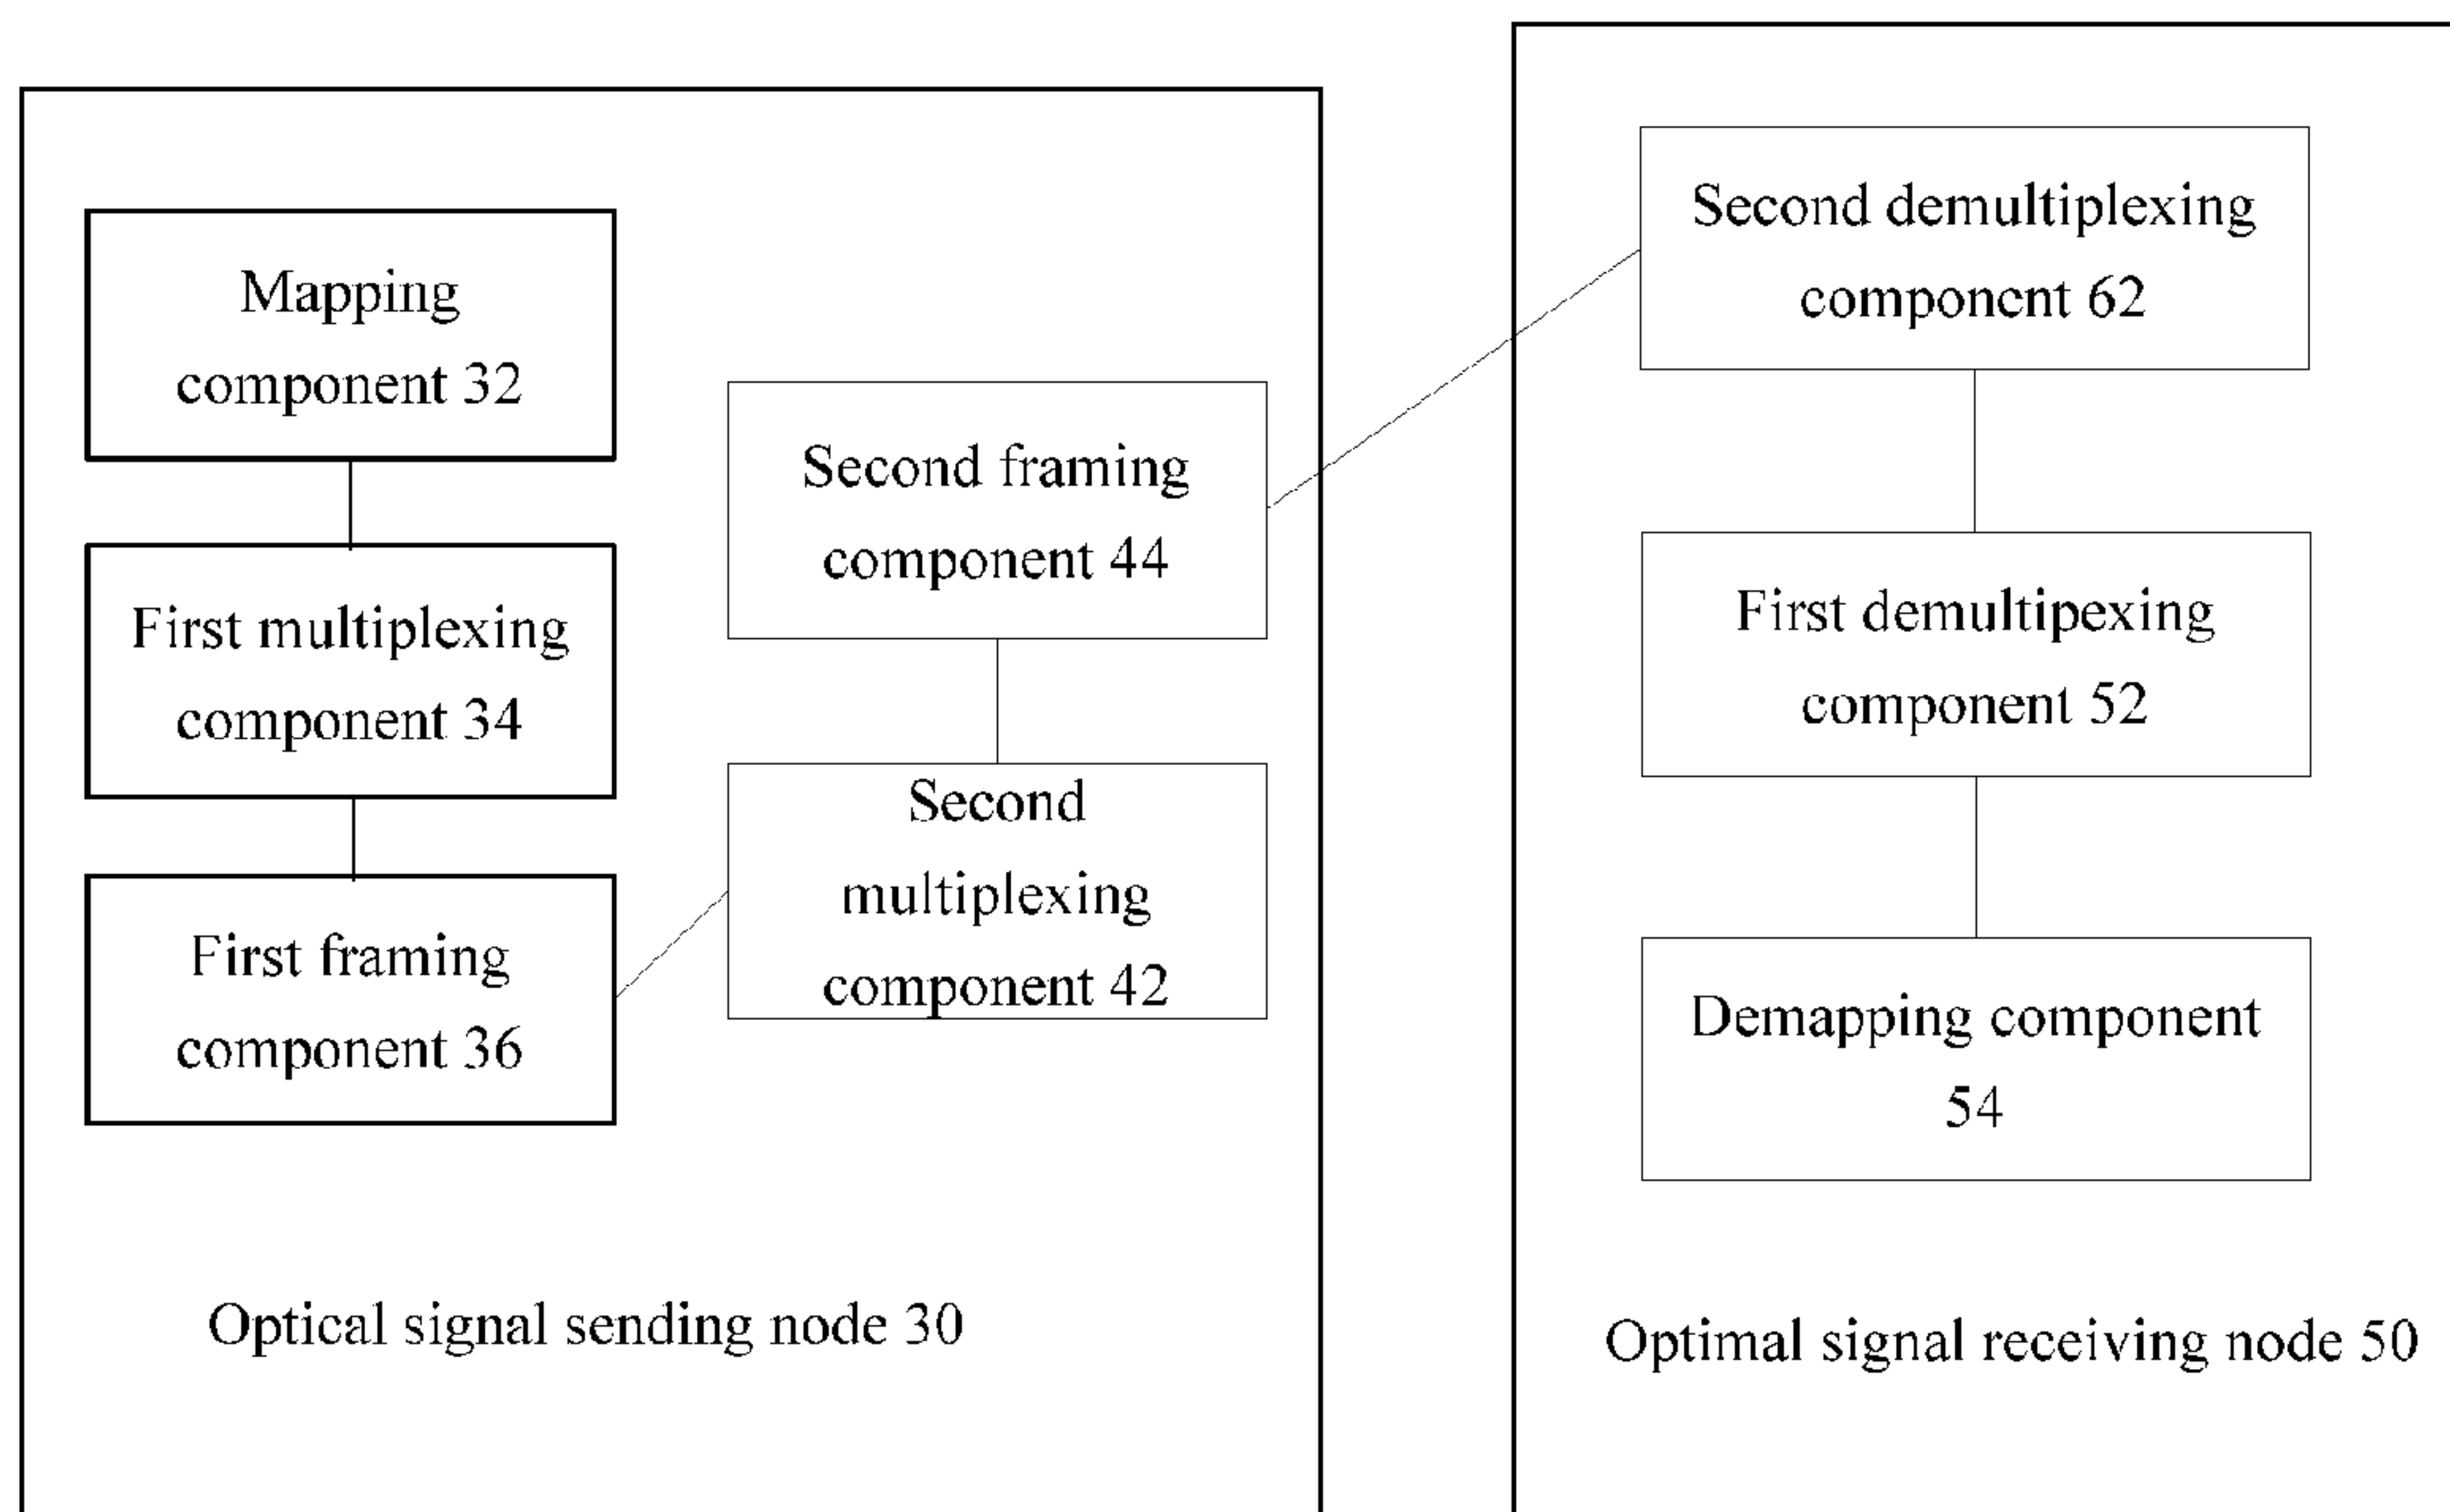 Mapping
component 32
First multiplexing
component 34
First framing
component 36
Second framing
component 44
Second
multiplexing
component 42
Optical signal sending node 30
Second demultiplexing
component 62
First demultipexing
component 52
Demapping component
54
Optimal signal receiving node 50